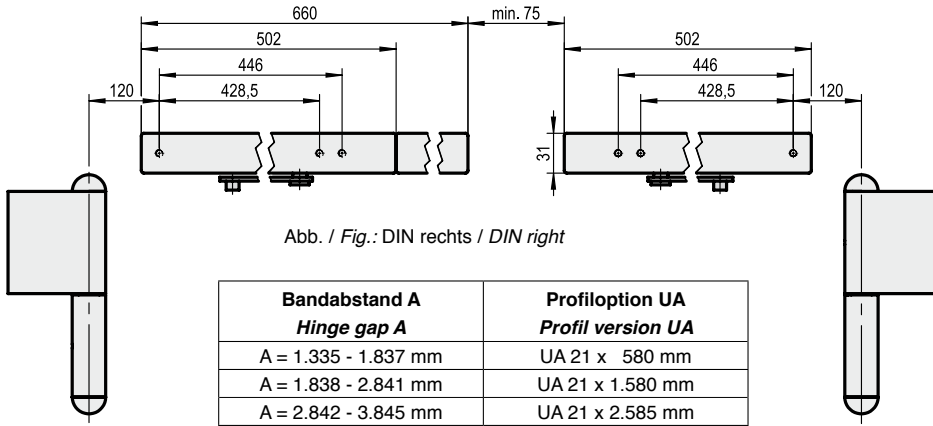 660
min. 75
502
502
446
446
120
428,5
428,5
120
31
Abb. / Fig.: DIN rechts / DIN right
Bandabstand A
Profiloption UA
Hinge gap A
Profil version UA
A = 1.335 - 1.837 mm
UA 21 x 580 mm
A = 1.838 - 2.841 mm
UA 21 x 1.580 mm
A = 2.842 - 3.845 mm
UA 21 x 2.585 mm